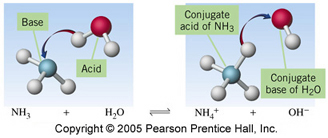 Base
Acid
Conjugate
acid of NH₃
Conjugate
base of H₂O
NH₃ + H₂O ⇌ NH₄⁺ + OH⁻
Copyright © 2005 Pearson Prentice Hall, Inc.